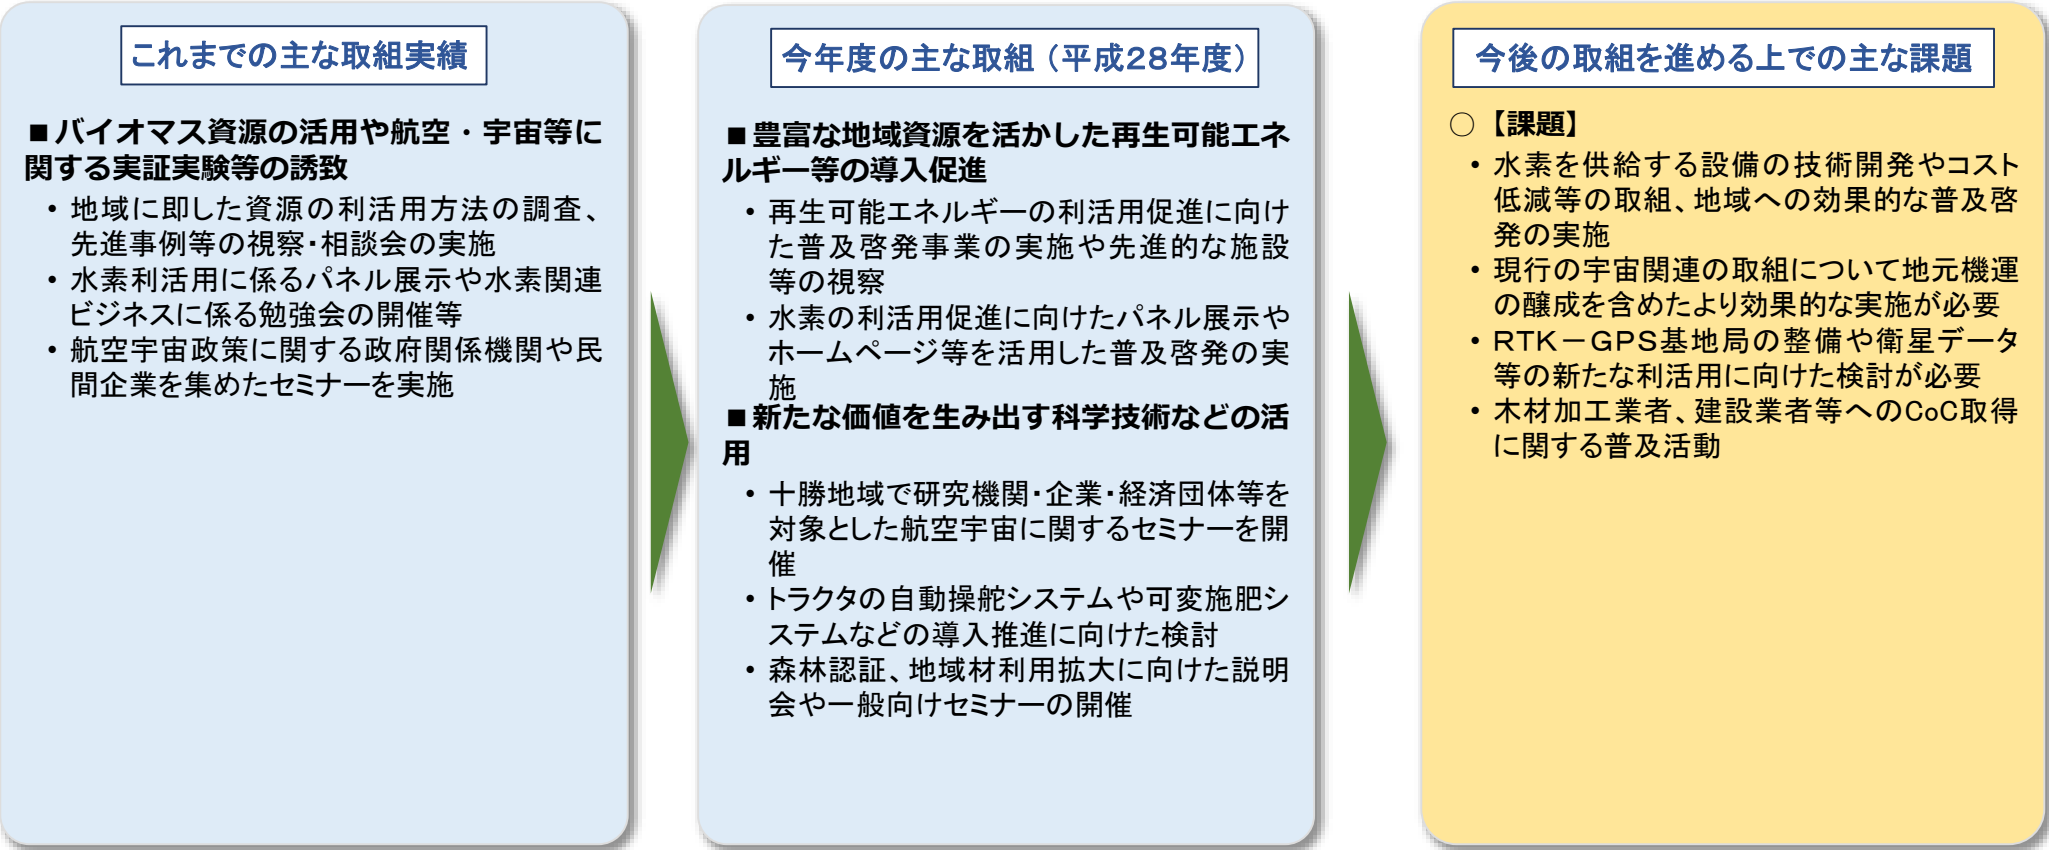 これまでの主な取組実績
■バイオマス資源の活用や航空・宇宙等に
関する実証実験等の誘致
・地域に即した資源の利活用方法の調査、
先進事例等の視察・相談会の実施
・水素利活用に係るパネル展示や水素関連
ビジネスに係る勉強会の開催等
・航空宇宙政策に関する政府関係機関や民
間企業を集めたセミナーを実施
今年度の主な取組（平成28年度）
■豊富な地域資源を活かした再生可能エネ
ルギー等の導入促進
・再生可能エネルギーの利活用促進に向け
た普及啓発事業の実施や先進的な施設
等の視察
・水素の利活用促進に向けたパネル展示や
ホームページ等を活用した普及啓発の実
施
■新たな価値を生み出す科学技術などの活
用
・十勝地域で研究機関・企業・経済団体等を
対象とした航空宇宙に関するセミナーを開
催
・トラクタの自動操舵システムや可変施肥シ
ステムなどの導入推進に向けた検討
・森林認証、地域材利用拡大に向けた説明
会や一般向けセミナーの開催
今後の取組を進める上での主な課題
○【課題】
・水素を供給する設備の技術開発やコスト
低減等の取組、地域への効果的な普及啓
発の実施
・現行の宇宙関連の取組について地元機運
の醸成を含めたより効果的な実施が必要
・RTK－GPS基地局の整備や衛星データ
等の新たな利活用に向けた検討が必要
・木材加工業者、建設業者等へのCoC取得
に関する普及活動